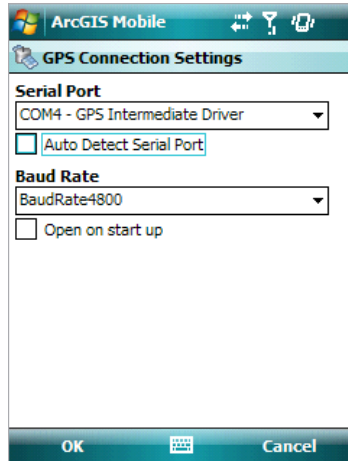 ArcGIS Mobile
GPS Connection Settings
Serial Port
COM4 - GPS Intermediate Driver
Auto Detect Serial Port
Baud Rate
BaudRate4800
Open on start up
OK Cancel